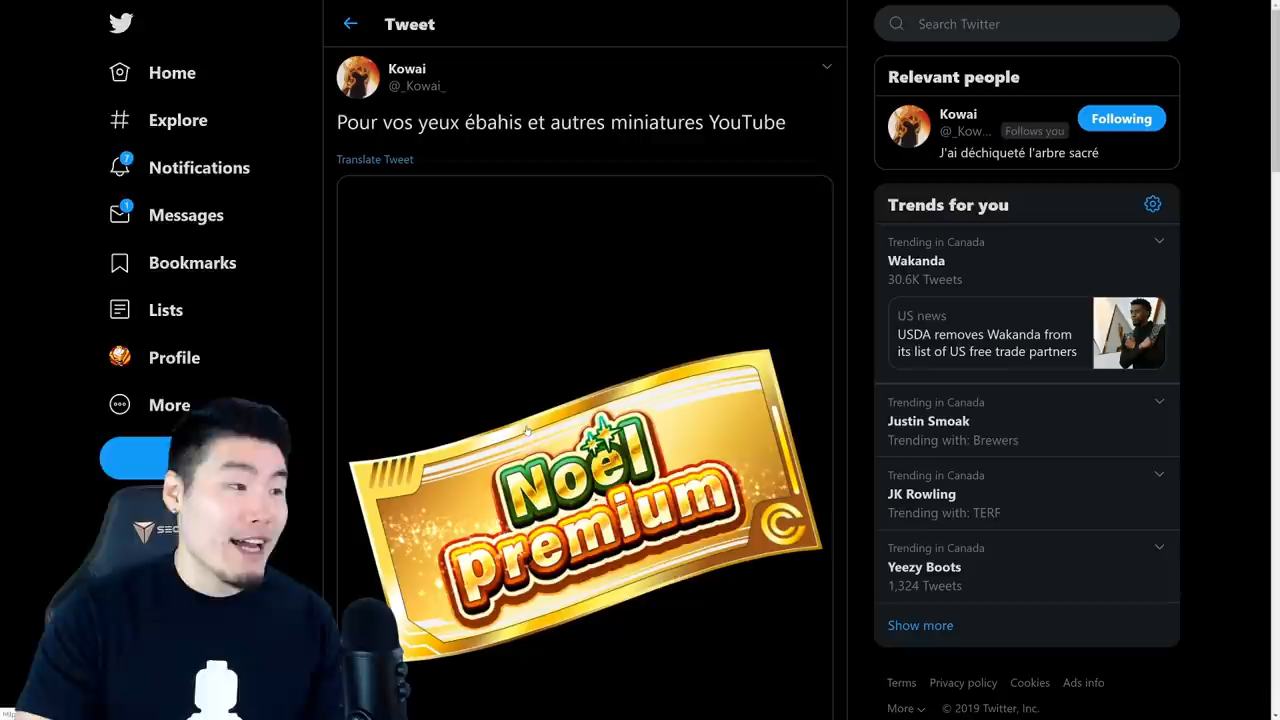 Home
Explore
7
Notifications
1
Messages
Bookmarks
Lists
Profile
More
SEC
Tweet
Kowai
@_Kowai_
Pour vos yeux ébahis et autres miniatures YouTube
Translate Tweet
Noël
premium
Search Twitter
Relevant people
Kowai
@_Kow... Follows you
Following
J'ai déchiqueté l'arbre sacré
Trends for you
Trending in Canada
Wakanda
30.6K Tweets
US news
USDA removes Wakanda from
its list of US free trade partners
Trending in Canada
Justin Smoak
Trending with: Brewers
Trending in Canada
JK Rowling
Trending with: TERF
Trending in Canada
Yeezy Boots
1,324 Tweets
Show more
Terms Privacy policy Cookies Ads info
More © 2019 Twitter, Inc.